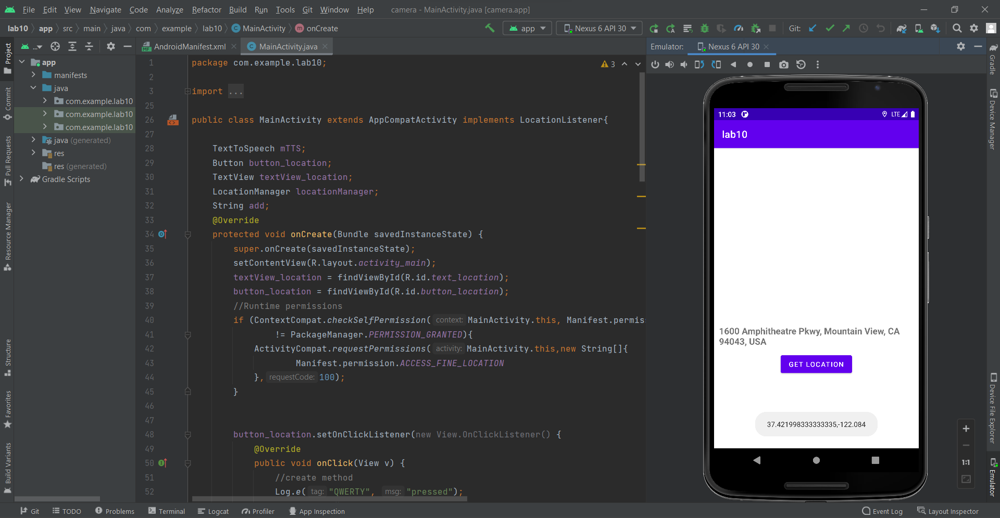 File Edit View Navigate Code Analyze Refactor Build Run Tools Git Window Help camera - MainActivity.java [camera.app]
lab10 app src main java com example lab10 C MainActivity m onCreate app Nexus 6 API 30 Git:
... AndroidManifest.xml C MainActivity.java Emulator: Nexus 6 API 30
Project
Commit
Pull Requests
Resource Manager
Structure
Favorites
Build Variants
app
manifests
java
com.example.lab10
com.example.lab10
com.example.lab10
java (generated)
res
res (generated)
Gradle Scripts
1 package com.example.lab10; 3
2
3 import ...
25
26 public class MainActivity extends AppCompatActivity implements LocationListener{
27
28 TextToSpeech mTTS;
29 Button button_location;
30 TextView textView_location;
31 LocationManager locationManager;
32 String add;
33 @Override
34 protected void onCreate(Bundle savedInstanceState) {
35 super.onCreate(savedInstanceState);
36 setContentView(R.layout.activity_main);
37 textView_location = findViewById(R.id.text_location);
38 button_location = findViewById(R.id.button_location);
39 //Runtime permissions
40 if (ContextCompat.checkSelfPermission( context: MainActivity.this, Manifest.permis
41 != PackageManager.PERMISSION_GRANTED){
42 ActivityCompat.requestPermissions( activity: MainActivity.this,new String[]{
43 Manifest.permission.ACCESS_FINE_LOCATION
44 }, requestCode: 100);
45 }
46
47
48 button_location.setOnClickListener(new View.OnClickListener() {
49 @Override
50 public void onClick(View v) {
51 //create method
52 Log.e( tag: "QWERTY", msg: "pressed");
11:03 LTE
lab10
1600 Amphitheatre Pkwy, Mountain View, CA
94043, USA
GET LOCATION
37.421998333333335,-122.084
1:1
Gradle
Device Manager
Device File Explorer
Emulator
Git TODO Problems Terminal Logcat Profiler App Inspection Event Log Layout Inspector